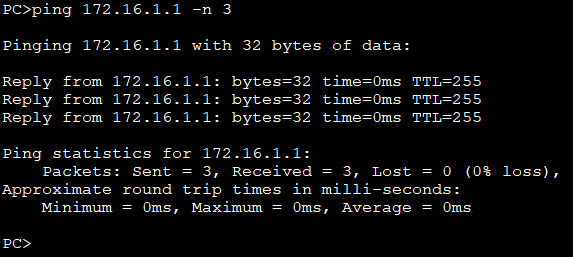 PC>ping 172.16.1.1 -n 3
Pinging 172.16.1.1 with 32 bytes of data:
Reply from 172.16.1.1: bytes=32 time=0ms TTL=255
Reply from 172.16.1.1: bytes=32 time=0ms TTL=255
Reply from 172.16.1.1: bytes=32 time=0ms TTL=255
Ping statistics for 172.16.1.1:
    Packets: Sent = 3, Received = 3, Lost = 0 (0% loss),
Approximate round trip times in milli-seconds:
    Minimum = 0ms, Maximum = 0ms, Average = 0ms
PC>